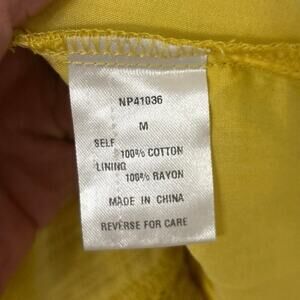 NP41036
M
SELF
100% COTTON
LINING
100% RAYON
MADE IN CHINA
REVERSE FOR CARE